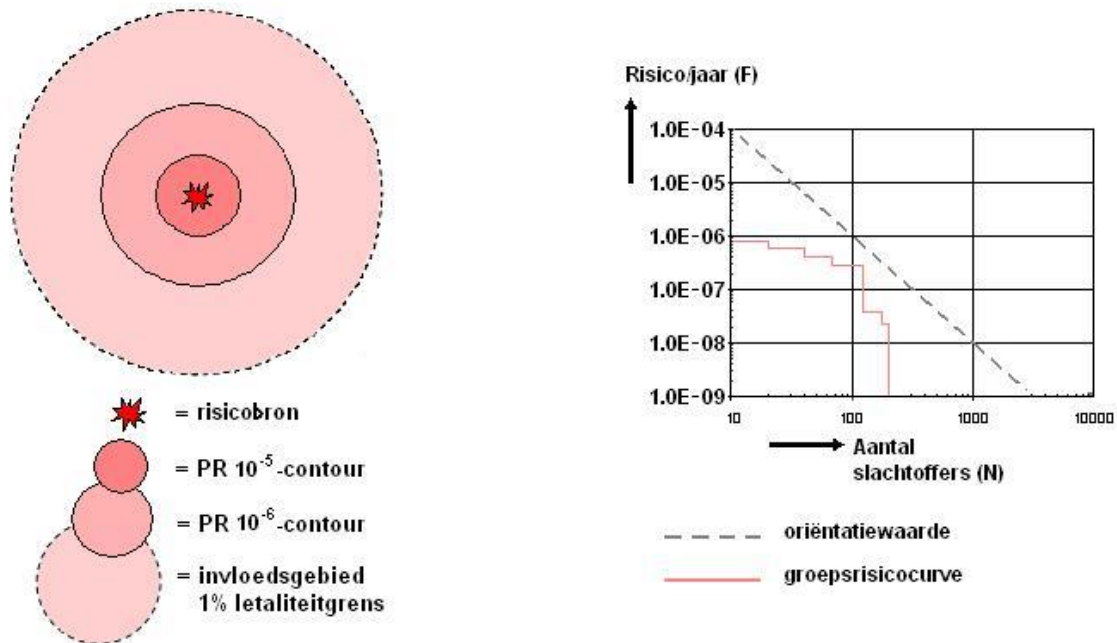 = risicobron
= PR 10⁻⁵-contour
= PR 10⁻⁶-contour
= invloedsgebied
1% letaliteitgrens
Risico/jaar (F)
1.0E-04
1.0E-05
1.0E-06
1.0E-07
1.0E-08
1.0E-09
10 100 1000 10000
Aantal
slachtoffers (N)
oriëntatiewaarde
groepsrisicocurve